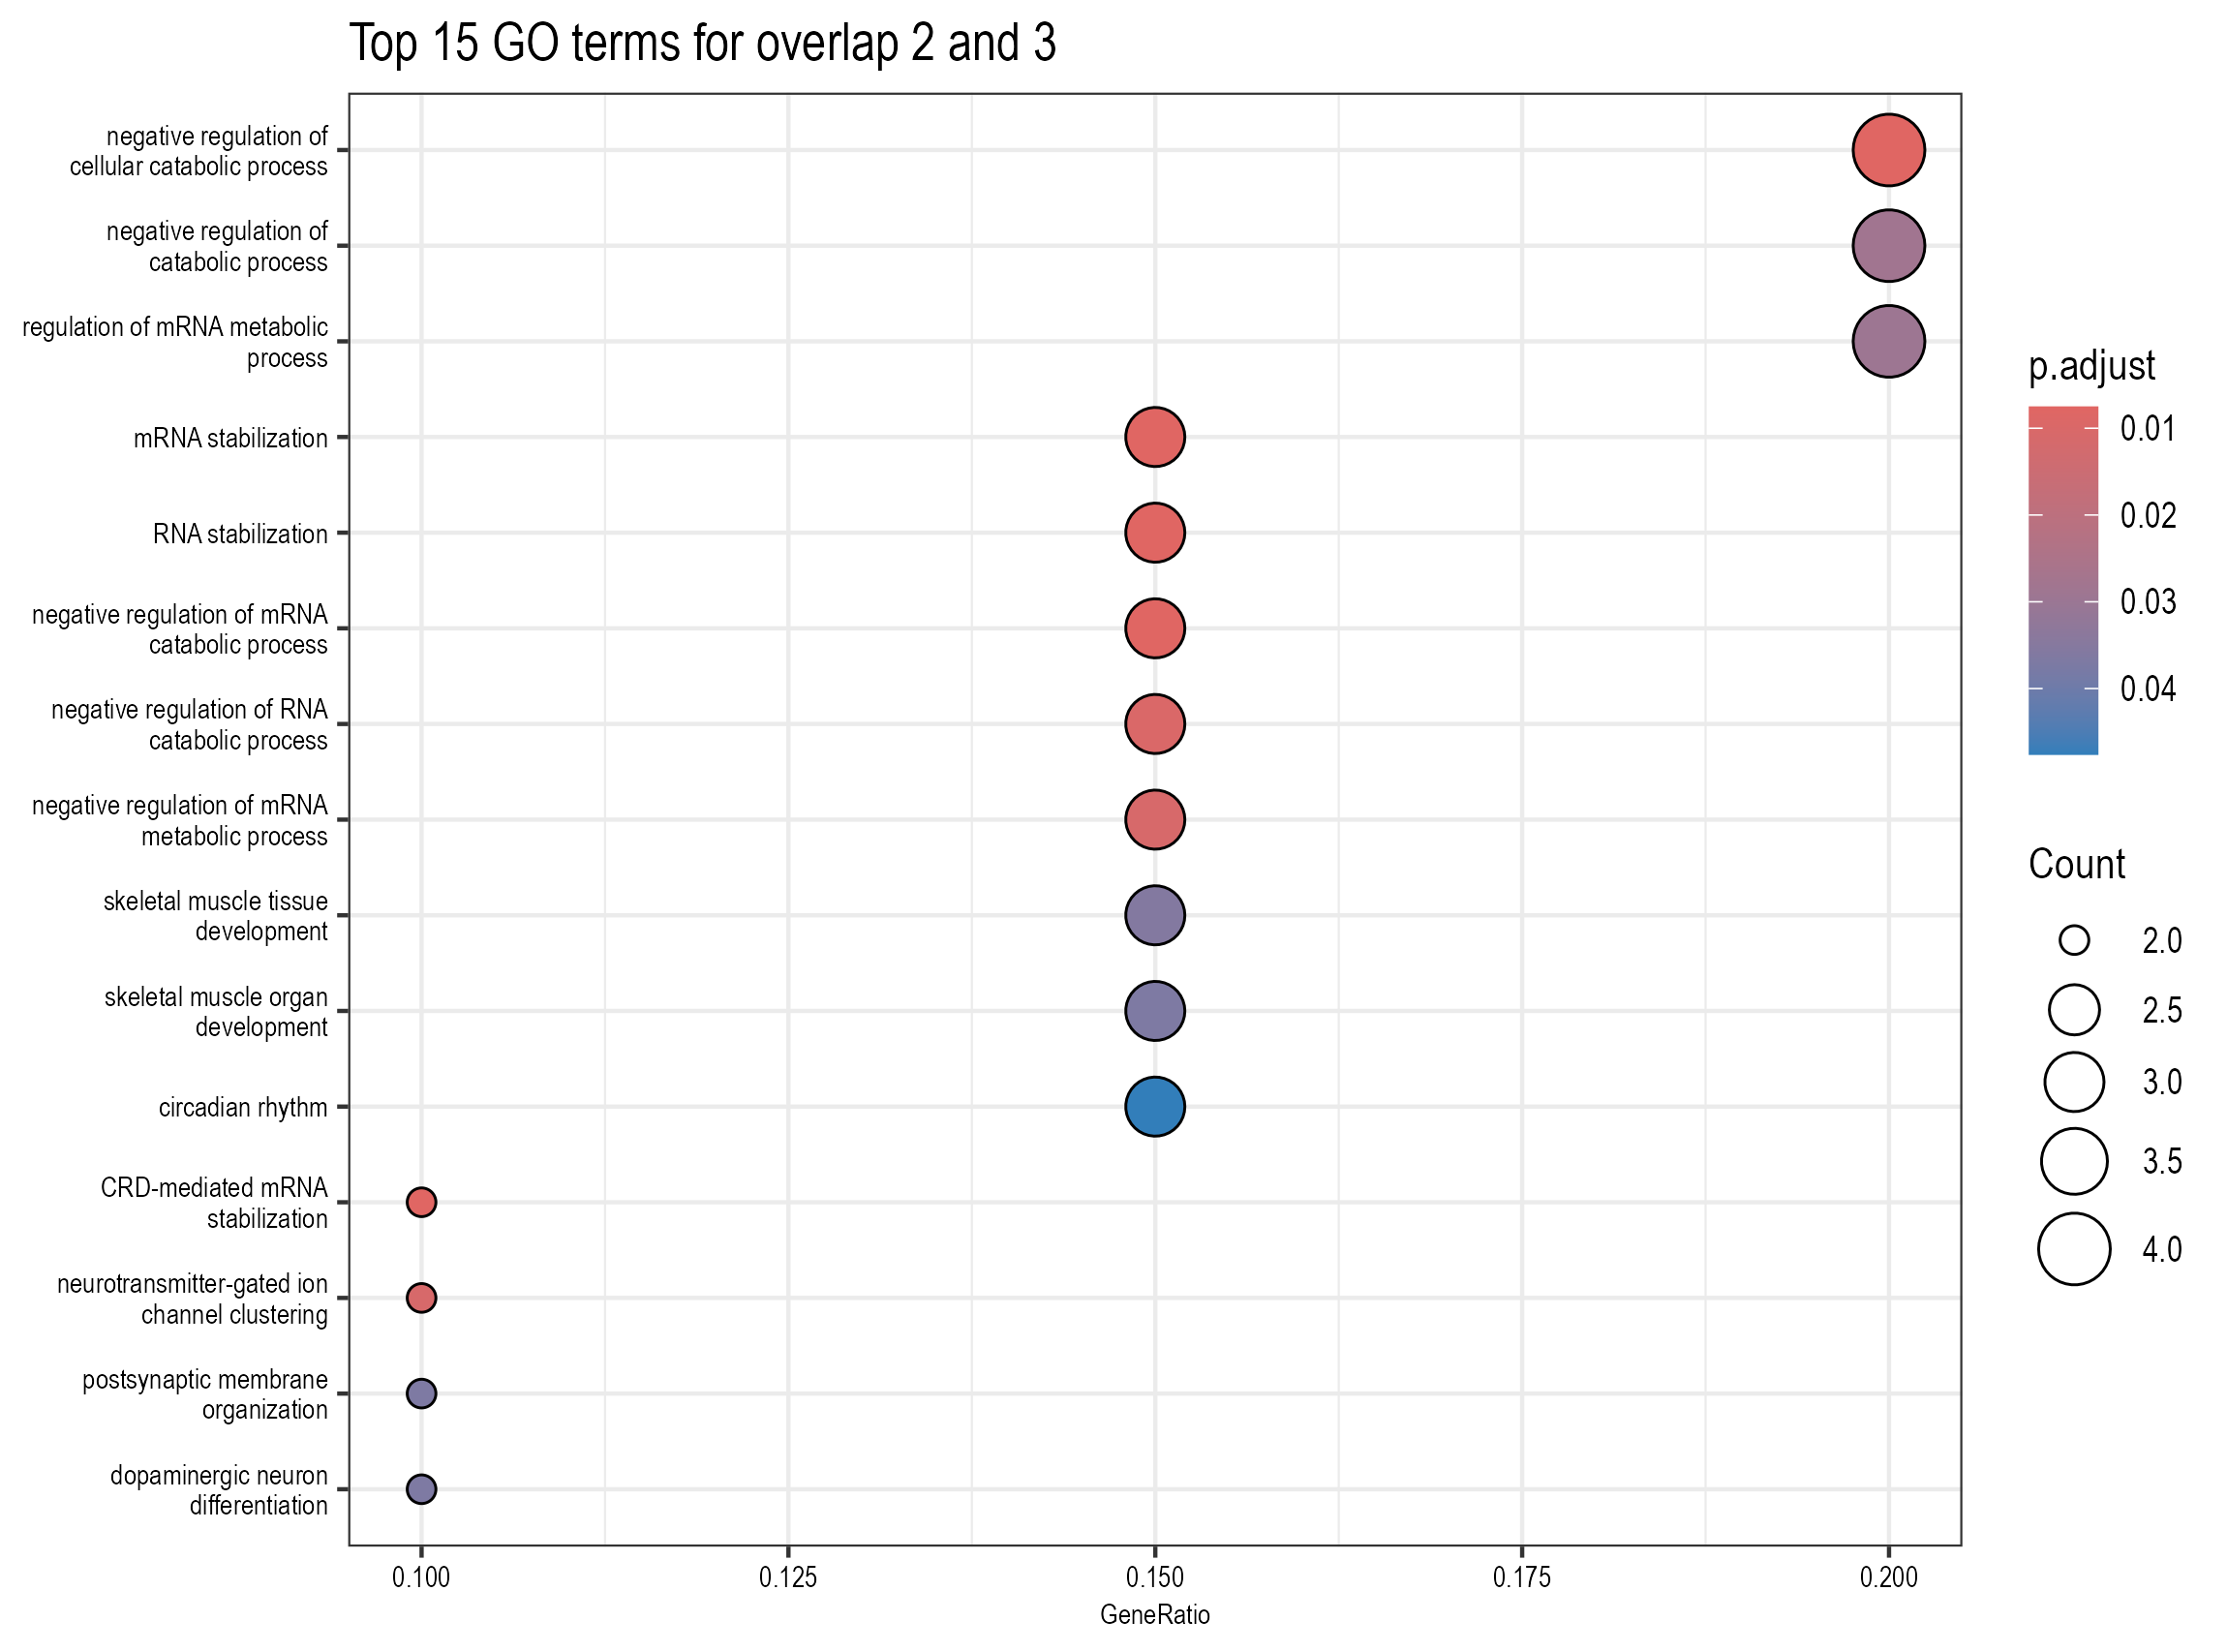 Top 15 GO terms for overlap 2 and 3
negative regulation of
cellular catabolic process
negative regulation of
catabolic process
regulation of mRNA metabolic
process
mRNA stabilization
RNA stabilization
negative regulation of mRNA
catabolic process
negative regulation of RNA
catabolic process
negative regulation of mRNA
metabolic process
skeletal muscle tissue
development
skeletal muscle organ
development
circadian rhythm
CRD-mediated mRNA
stabilization
neurotransmitter-gated ion
channel clustering
postsynaptic membrane
organization
dopaminergic neuron
differentiation
0.100 0.125 0.150 0.175 0.200
GeneRatio
p.adjust
0.01
0.02
0.03
0.04
Count
2.0
2.5
3.0
3.5
4.0